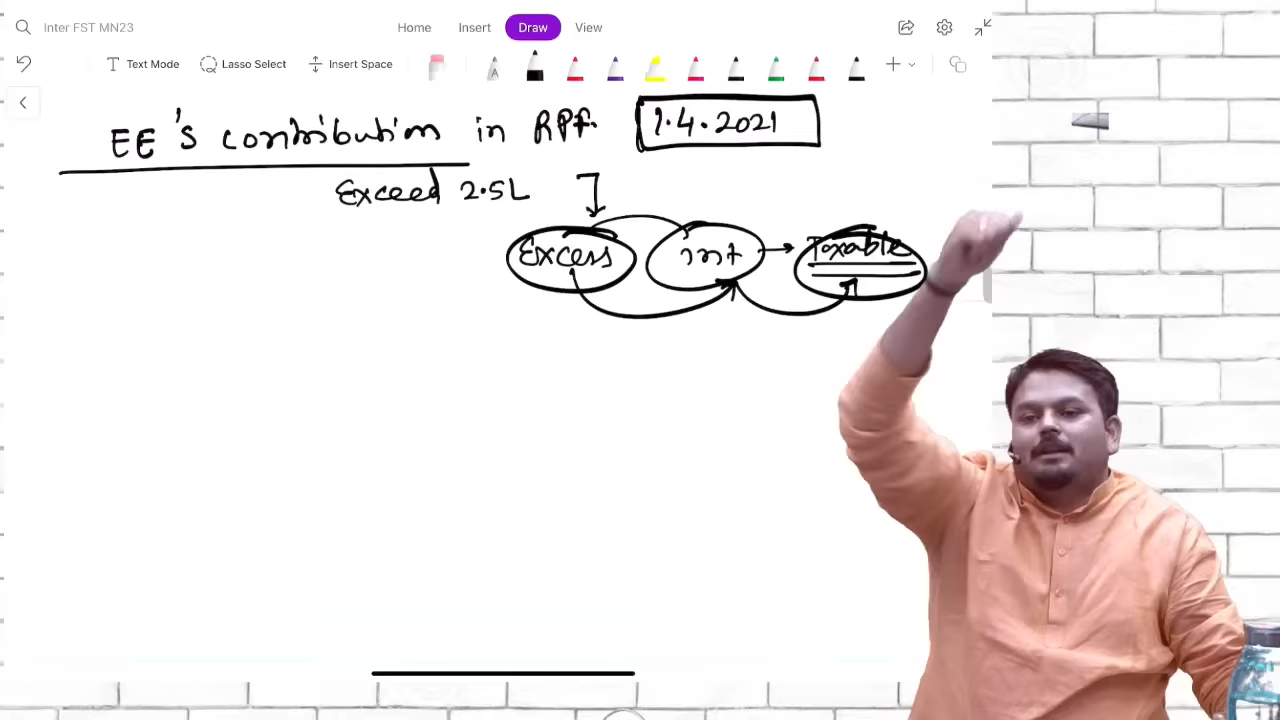 Inter FST MN23
Home Insert Draw View
Text Mode Lasso Select Insert Space
EE's contribution in RPF. 1.4.2021
Exceed 2.5L
Excess int Taxable